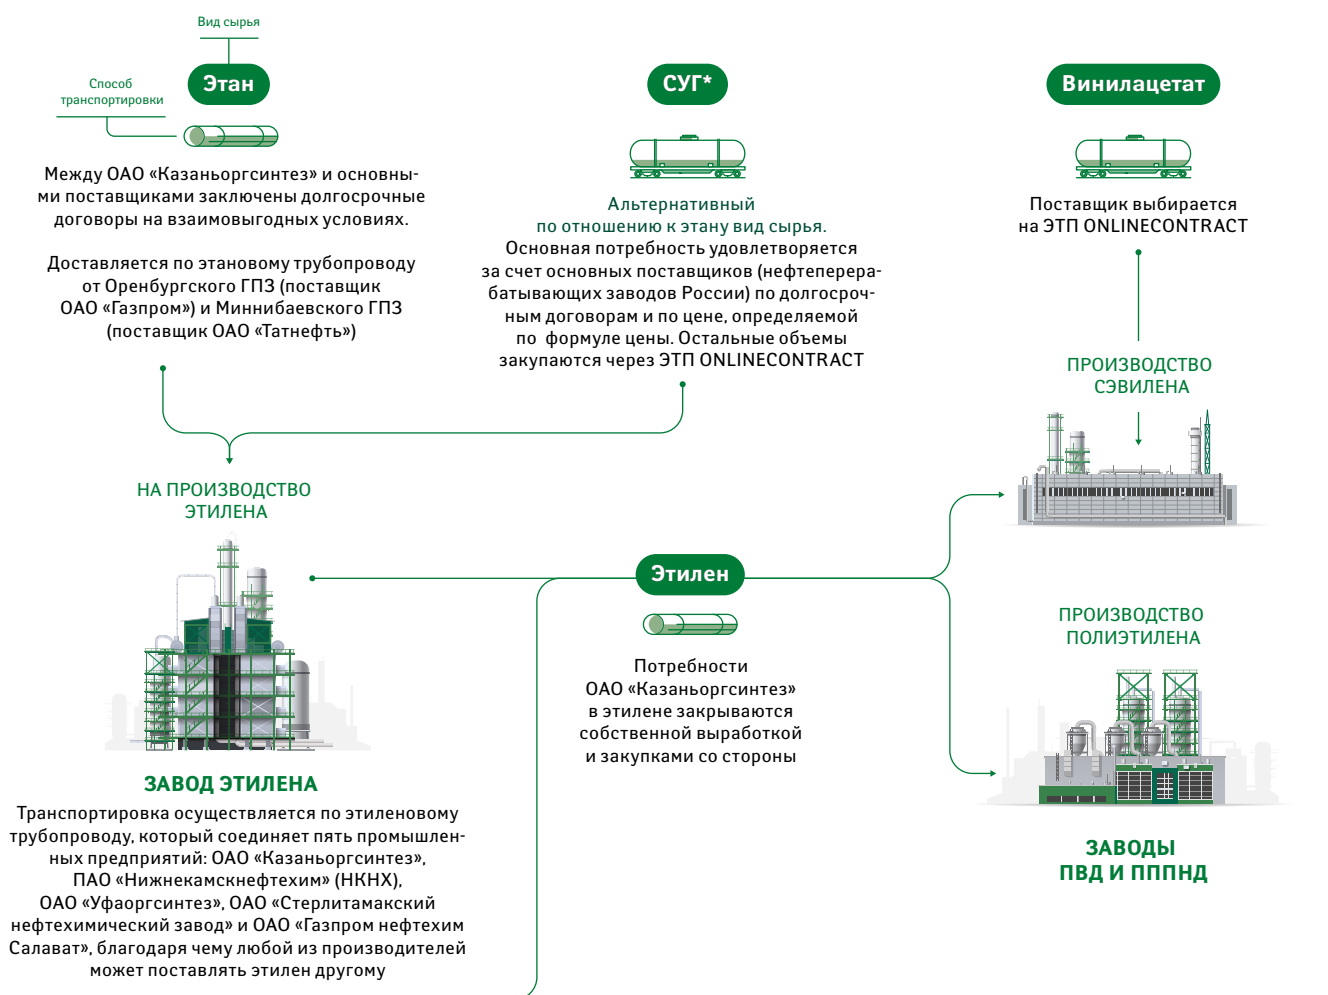 Вид сырья
Способ
транспортировки
Этан
Между ОАО «Казаньоргсинтез» и основны-
ми поставщиками заключены долгосрочные
договоры на взаимовыгодных условиях.
Доставляется по этановому трубопроводу
от Оренбургского ГПЗ (поставщик
ОАО «Газпром») и Миннибаевского ГПЗ
(поставщик ОАО «Татнефть»)
СУГ*
Альтернативный
по отношению к этану вид сырья.
Основная потребность удовлетворяется
за счет основных поставщиков (нефтеперера-
батывающих заводов России) по долгосроч-
ным договорам и по цене, определяемой
по формуле цены. Остальные объемы
закупаются через ЭТП ONLINECONTRACT
Винилацетат
Поставщик выбирается
на ЭТП ONLINECONTRACT
ПРОИЗВОДСТВО
СЭВИЛЕНА
НА ПРОИЗВОДСТВО
ЭТИЛЕНА
ЗАВОД ЭТИЛЕНА
Транспортировка осуществляется по этиленовому
трубопроводу, который соединяет пять промышлен-
ных предприятий: ОАО «Казаньоргсинтез»,
ПАО «Нижнекамскнефтехим» (НКНХ),
ОАО «Уфаоргсинтез», ОАО «Стерлитамакский
нефтехимический завод» и ОАО «Газпром нефтехим
Салават», благодаря чему любой из производителей
может поставлять этилен другому
Этилен
Потребности
ОАО «Казаньоргсинтез»
в этилене закрываются
собственной выработкой
и закупками со стороны
ПРОИЗВОДСТВО
ПОЛИЭТИЛЕНА
ЗАВОДЫ
ПВД И ПППНД